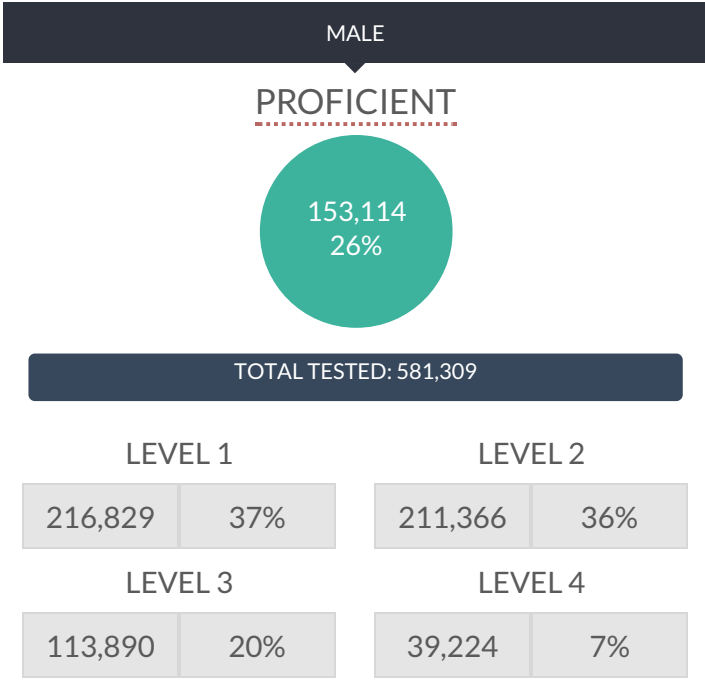 MALE
PROFICIENT
153,114
26%
TOTAL TESTED: 581,309
LEVEL 1
216,829 37%
LEVEL 2
211,366 36%
LEVEL 3
113,890 20%
LEVEL 4
39,224 7%